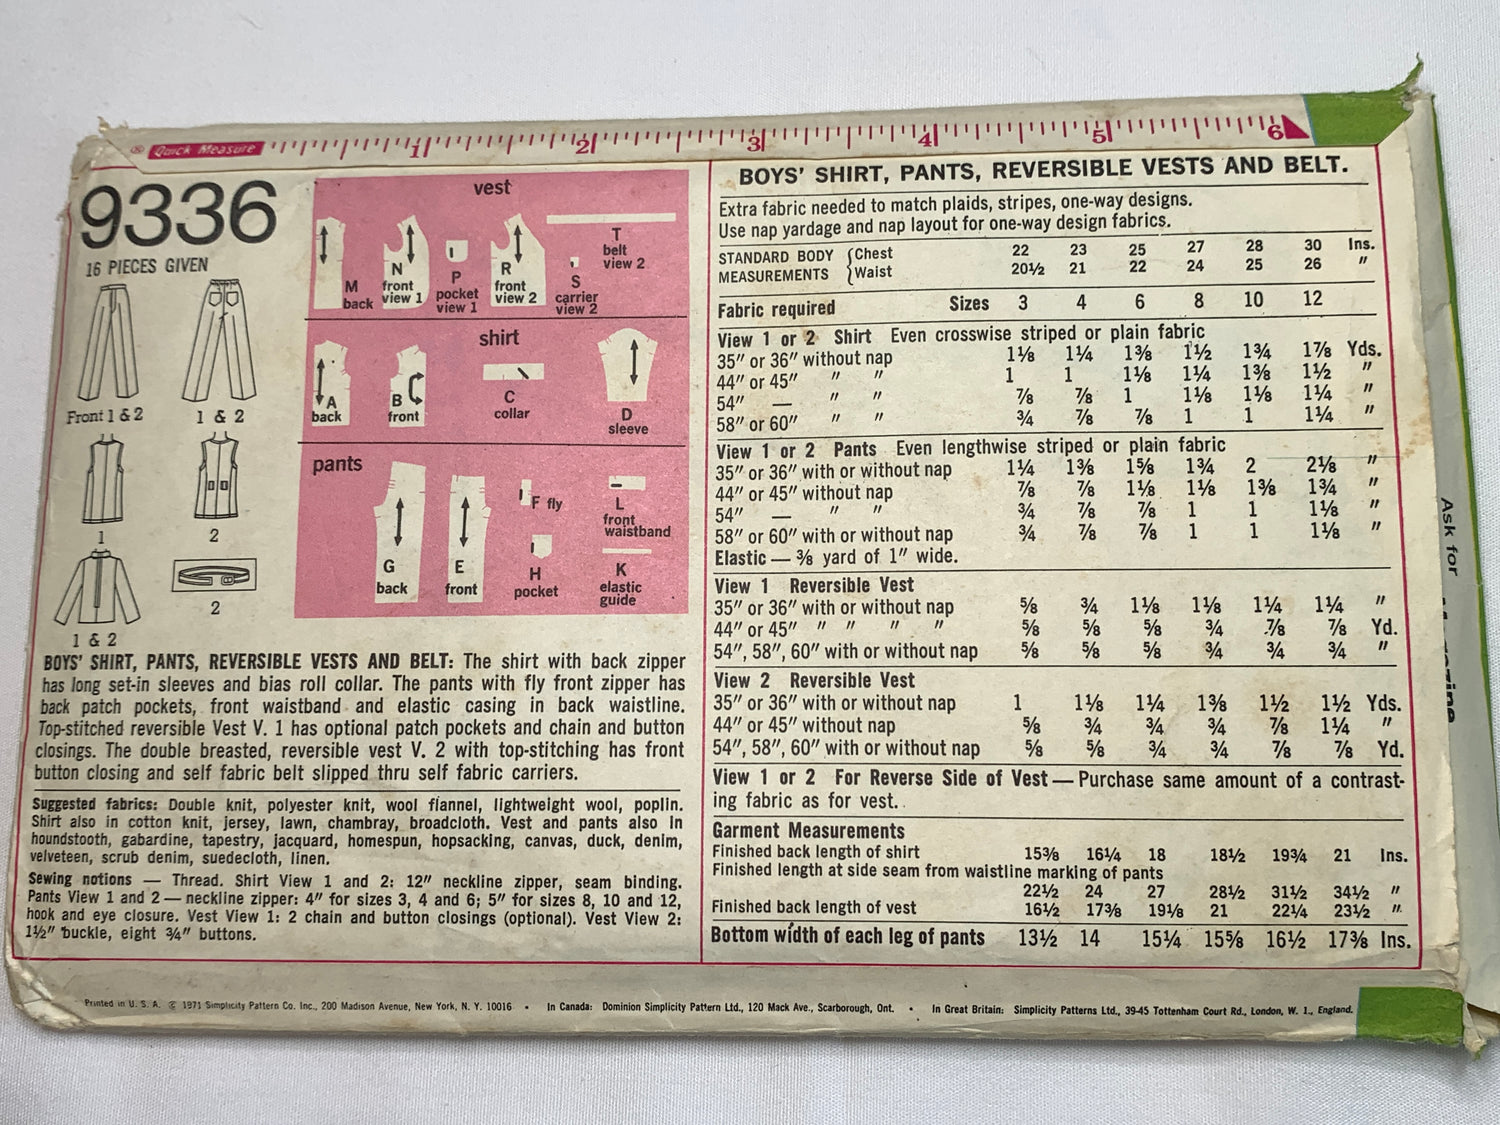 ® Quick Measure 1 2 3 4 5 6
9336
16 PIECES GIVEN
Front 1 & 2
1 & 2
1
2
1 & 2
2
vest
M
back
N
front
view 1
P
pocket
view 1
R
front
view 2
S
carrier
view 2
T
belt
view 2
shirt
A
back
B
front
C
collar
D
sleeve
pants
G
back
E
front
F fly
H
pocket
L
front
waistband
K
elastic
guide
BOYS' SHIRT, PANTS, REVERSIBLE VESTS AND BELT: The shirt with back zipper
has long set-in sleeves and bias roll collar. The pants with fly front zipper has
back patch pockets, front waistband and elastic casing in back waistline.
Top-stitched reversible Vest V. 1 has optional patch pockets and chain and button
closings. The double breasted, reversible vest V. 2 with top-stitching has front
button closing and self fabric belt slipped thru self fabric carriers.
Suggested fabrics: Double knit, polyester knit, wool flannel, lightweight wool, poplin.
Shirt also in cotton knit, jersey, lawn, chambray, broadcloth. Vest and pants also in
houndstooth, gabardine, tapestry, jacquard, homespun, hopsacking, canvas, duck, denim,
velveteen, scrub denim, suedecloth, linen.
Sewing notions — Thread. Shirt View 1 and 2: 12" neckline zipper, seam binding.
Pants View 1 and 2 — neckline zipper: 4" for sizes 3, 4 and 6; 5" for sizes 8, 10 and 12,
hook and eye closure. Vest View 1: 2 chain and button closings (optional). Vest View 2:
1½" buckle, eight ¾" buttons.
BOYS' SHIRT, PANTS, REVERSIBLE VESTS AND BELT.
Extra fabric needed to match plaids, stripes, one-way designs.
Use nap yardage and nap layout for one-way design fabrics.
STANDARD BODY MEASUREMENTS
Chest 22 23 25 27 28 30 Ins.
Waist 20½ 21 22 24 25 26 "
Fabric required Sizes 3 4 6 8 10 12
View 1 or 2 Shirt Even crosswise striped or plain fabric
35" or 36" without nap 1⅛ 1¼ 1⅜ 1½ 1¾ 1⅞ Yds.
44" or 45" " " 1 1 1⅛ 1¼ 1⅜ 1½ "
54" — " " ⅞ ⅞ 1 1⅛ 1⅛ 1¼ "
58" or 60" " " ¾ ⅞ ⅞ 1 1 1¼ "
View 1 or 2 Pants Even lengthwise striped or plain fabric
35" or 36" with or without nap 1¼ 1⅜ 1⅝ 1¾ 2 2⅛ "
44" or 45" without nap ⅞ ⅞ 1⅛ 1⅛ 1⅜ 1¾ "
54" — " " ¾ ⅞ ⅞ 1 1 1⅛ "
58" or 60" with or without nap ¾ ⅞ ⅞ 1 1 1⅛ "
Elastic — ⅜ yard of 1" wide.
View 1 Reversible Vest
35" or 36" with or without nap ⅝ ¾ 1⅛ 1⅛ 1¼ 1¼ "
44" or 45" " " " " ⅝ ⅝ ⅝ ¾ ⅞ ⅞ Yd.
54", 58", 60" with or without nap ⅝ ⅝ ⅝ ¾ ¾ ¾ "
View 2 Reversible Vest
35" or 36" with or without nap 1 1⅛ 1¼ 1⅜ 1½ 1½ Yds.
44" or 45" without nap ⅝ ¾ ¾ ¾ ⅞ 1¼ "
54", 58", 60" with or without nap ⅝ ⅝ ¾ ¾ ⅞ ⅞ Yd.
View 1 or 2 For Reverse Side of Vest — Purchase same amount of a contrast-
ing fabric as for vest.
Garment Measurements
Finished back length of shirt 15⅜ 16¼ 18 18½ 19¾ 21 Ins.
Finished length at side seam from waistline marking of pants
22½ 24 27 28½ 31½ 34½ "
Finished back length of vest 16½ 17⅜ 19⅛ 21 22¼ 23½ "
Bottom width of each leg of pants 13½ 14 15¼ 15⅝ 16½ 17⅜ Ins.
Ask for
Printed in U. S. A. © 1971 Simplicity Pattern Co. Inc., 200 Madison Avenue, New York, N. Y. 10016 • In Canada: Dominion Simplicity Pattern Ltd., 120 Mack Ave., Scarborough, Ont. • In Great Britain: Simplicity Patterns Ltd., 39-45 Tottenham Court Rd., London, W. 1., England.